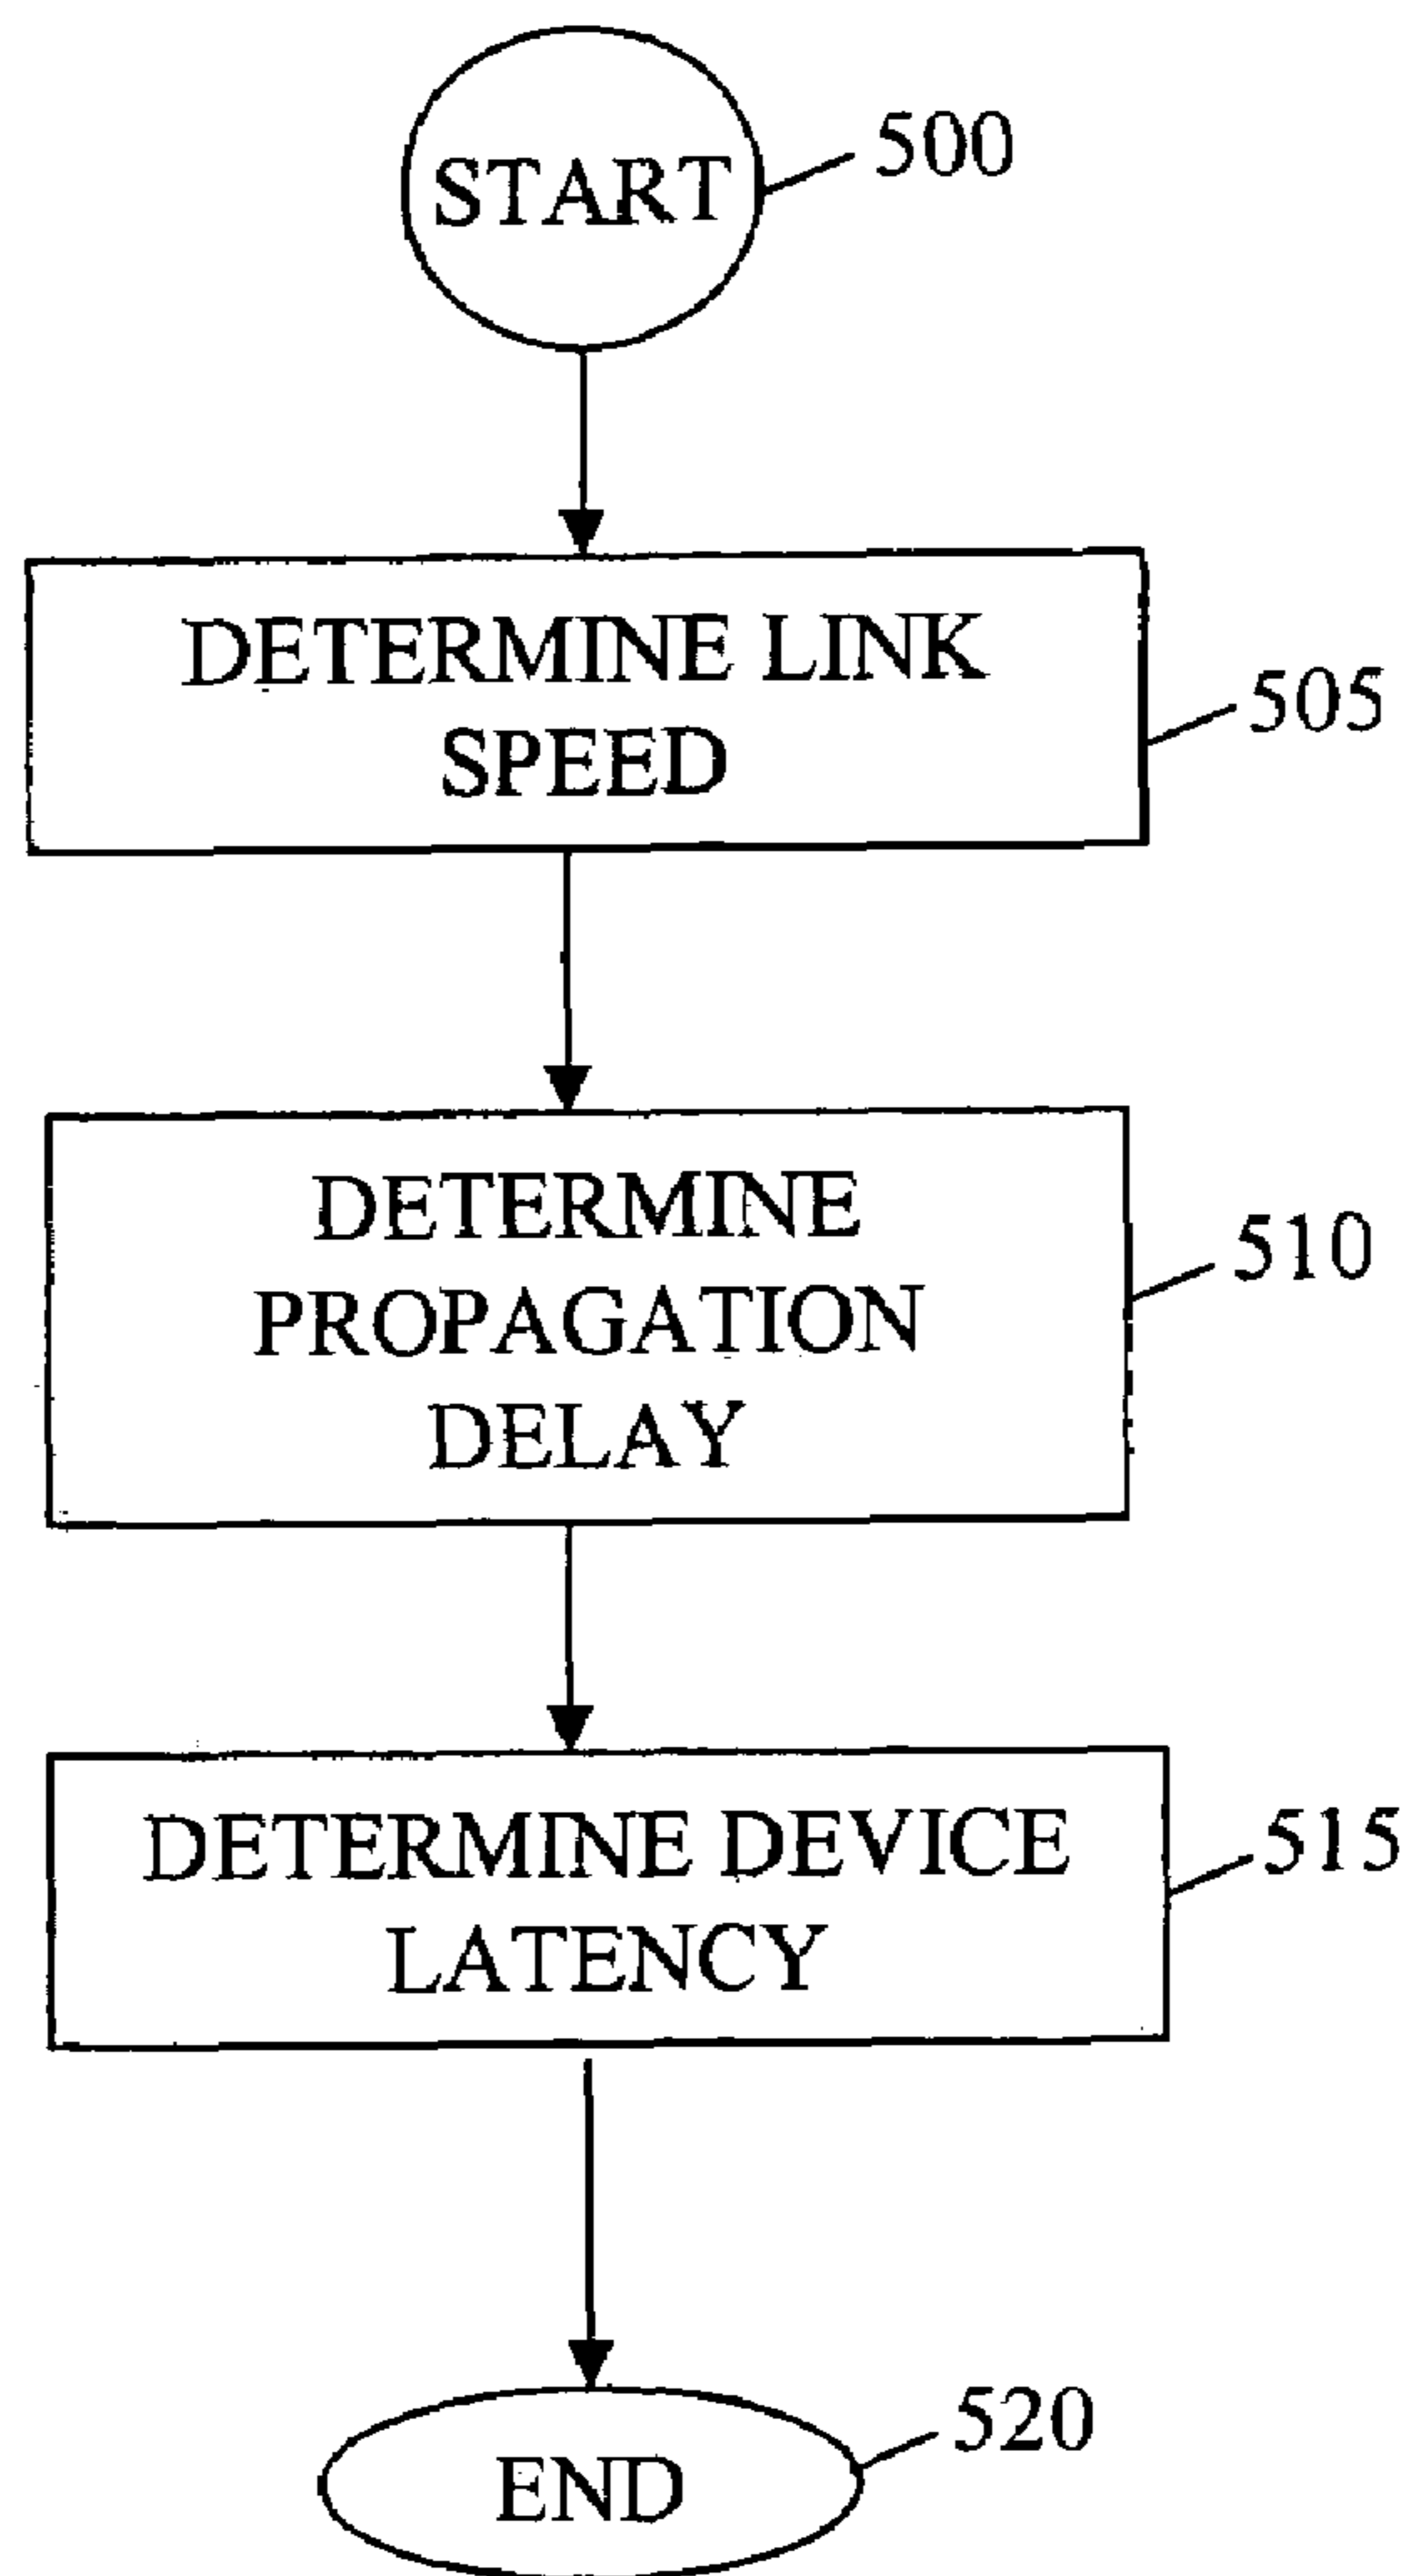 START
500
DETERMINE LINK
SPEED
505
DETERMINE
PROPAGATION
DELAY
510
DETERMINE DEVICE
LATENCY
515
END
520